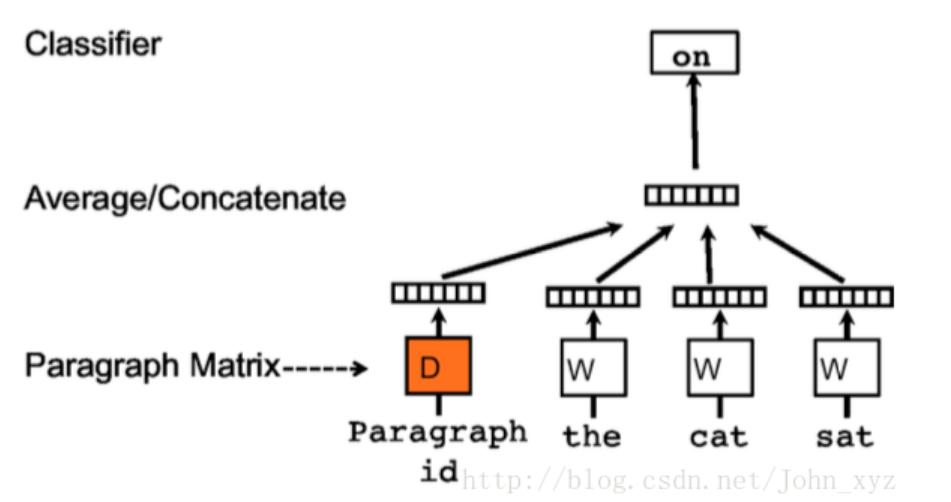 Classifier
on
Average/Concatenate
Paragraph Matrix----->
D
W
W
W
Paragraph
id
the
cat
sat
http://blog.csdn.net/John_xyz